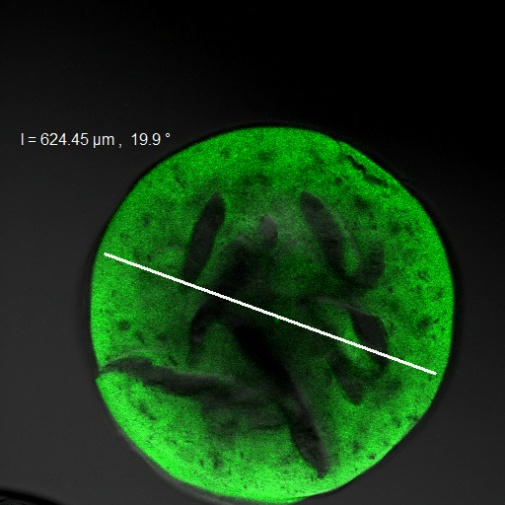 l = 624.45 µm ,  19.9 °